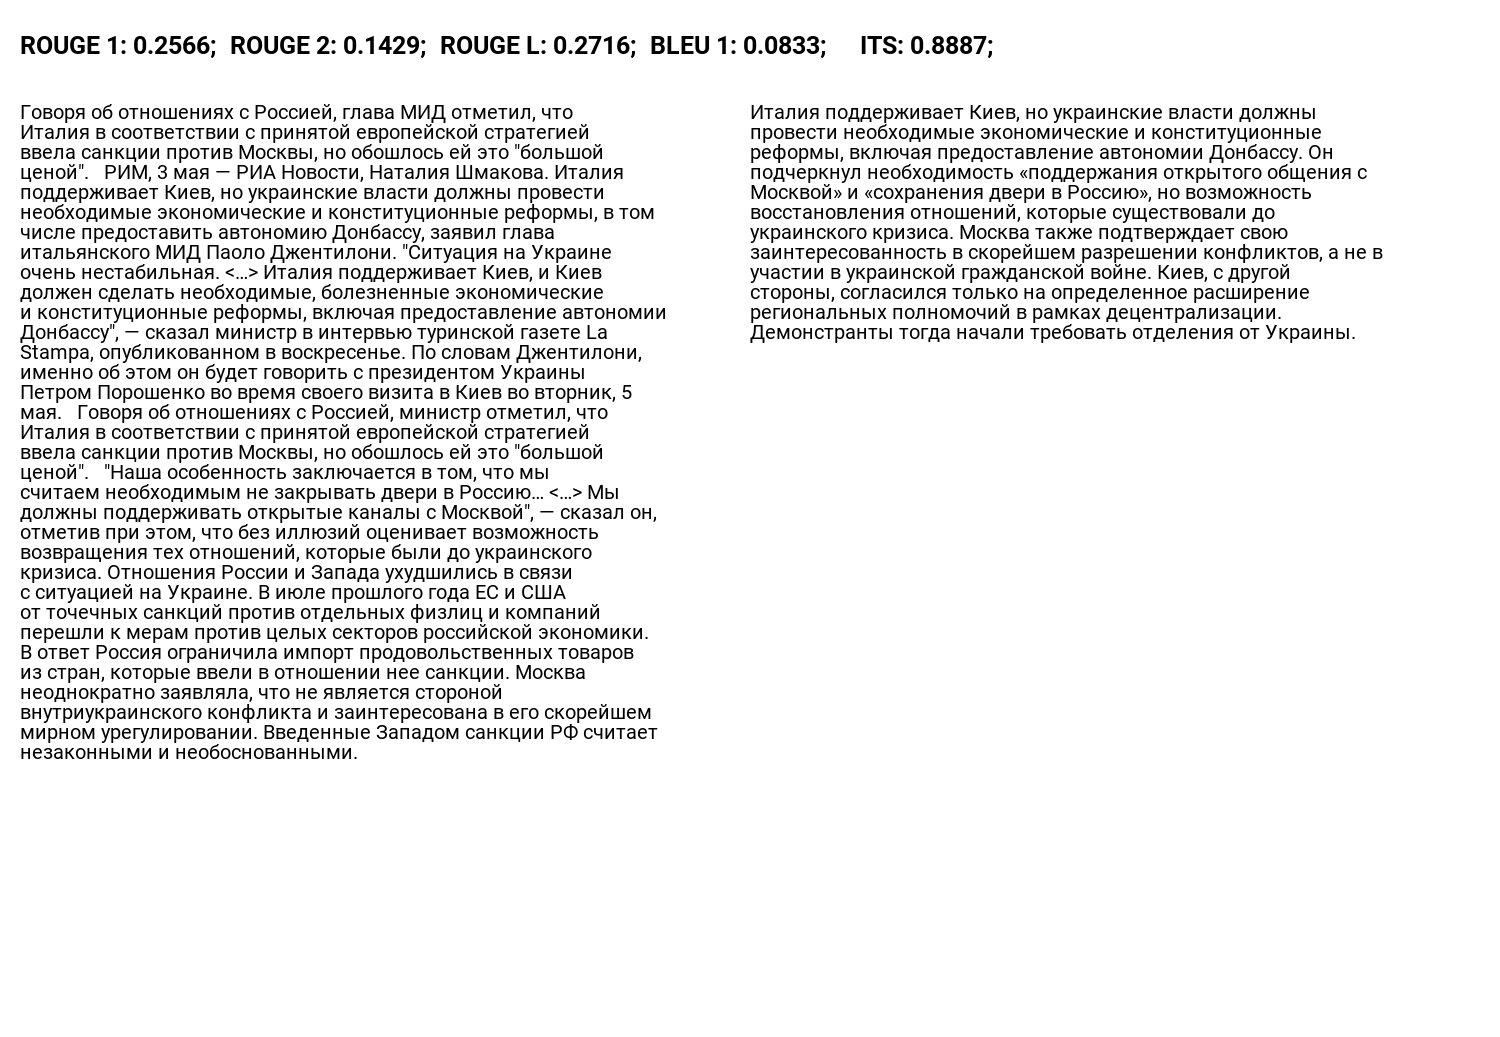 ROUGE 1: 0.2566;  ROUGE 2: 0.1429;  ROUGE L: 0.2716;  BLEU 1: 0.0833;     ITS: 0.8887;
Говоря об отношениях с Россией, глава МИД отметил, что
Италия в соответствии с принятой европейской стратегией
ввела санкции против Москвы, но обошлось ей это "большой
ценой".   РИМ, 3 мая — РИА Новости, Наталия Шмакова. Италия
поддерживает Киев, но украинские власти должны провести
необходимые экономические и конституционные реформы, в том
числе предоставить автономию Донбассу, заявил глава
итальянского МИД Паоло Джентилони. "Ситуация на Украине
очень нестабильная. <…> Италия поддерживает Киев, и Киев
должен сделать необходимые, болезненные экономические
и конституционные реформы, включая предоставление автономии
Донбассу", — сказал министр в интервью туринской газете La
Stampa, опубликованном в воскресенье. По словам Джентилони,
именно об этом он будет говорить с президентом Украины
Петром Порошенко во время своего визита в Киев во вторник, 5
мая.   Говоря об отношениях с Россией, министр отметил, что
Италия в соответствии с принятой европейской стратегией
ввела санкции против Москвы, но обошлось ей это "большой
ценой".   "Наша особенность заключается в том, что мы
считаем необходимым не закрывать двери в Россию… <…> Мы
должны поддерживать открытые каналы с Москвой", — сказал он,
отметив при этом, что без иллюзий оценивает возможность
возвращения тех отношений, которые были до украинского
кризиса. Отношения России и Запада ухудшились в связи
с ситуацией на Украине. В июле прошлого года ЕС и США
от точечных санкций против отдельных физлиц и компаний
перешли к мерам против целых секторов российской экономики.
В ответ Россия ограничила импорт продовольственных товаров
из стран, которые ввели в отношении нее санкции. Москва
неоднократно заявляла, что не является стороной
внутриукраинского конфликта и заинтересована в его скорейшем
мирном урегулировании. Введенные Западом санкции РФ считает
незаконными и необоснованными.
Италия поддерживает Киев, но украинские власти должны
провести необходимые экономические и конституционные
реформы, включая предоставление автономии Донбассу. Он
подчеркнул необходимость «поддержания открытого общения с
Москвой» и «сохранения двери в Россию», но возможность
восстановления отношений, которые существовали до
украинского кризиса. Москва также подтверждает свою
заинтересованность в скорейшем разрешении конфликтов, а не в
участии в украинской гражданской войне. Киев, с другой
стороны, согласился только на определенное расширение
региональных полномочий в рамках децентрализации.
Демонстранты тогда начали требовать отделения от Украины.